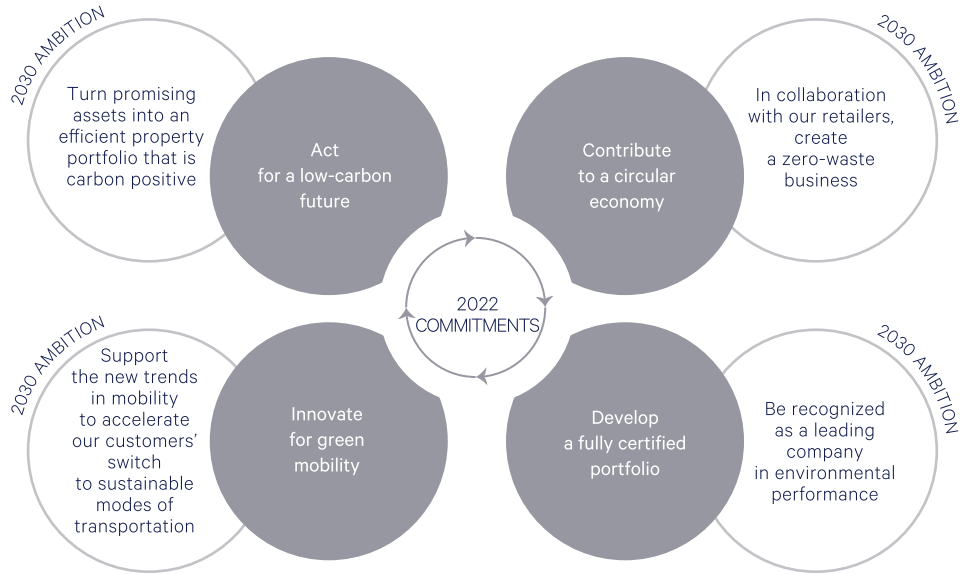 2030 AMBITION
Turn promising
assets into an
efficient property
portfolio that is
carbon positive
Act
for a low-carbon
future
Contribute
to a circular
economy
2030 AMBITION
In collaboration
with our retailers,
create
a zero-waste
business
2022
COMMITMENTS
2030 AMBITION
Support
the new trends
in mobility
to accelerate
our customers’
switch
to sustainable
modes of
transportation
Innovate
for green
mobility
Develop
a fully certified
portfolio
2030 AMBITION
Be recognized
as a leading
company
in environmental
performance